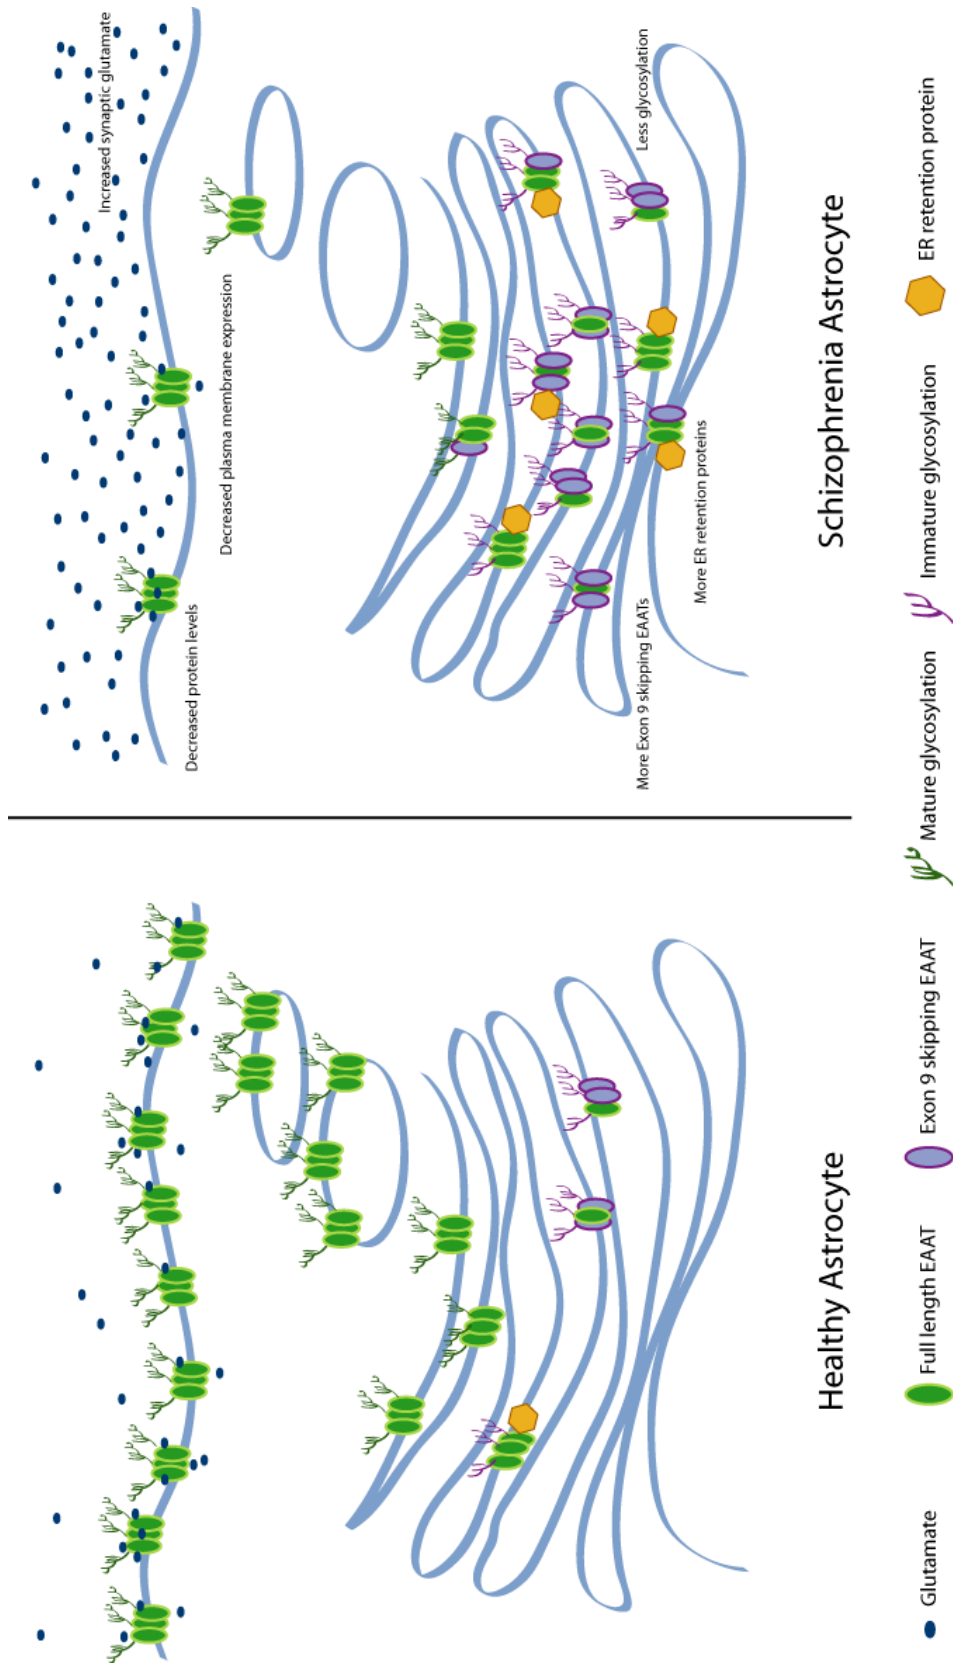 Increased synaptic glutamate
Decreased plasma membrane expression
Decreased protein levels
Less glycosylation
More ER retention proteins
More Exon 9 skipping EAATs
Healthy Astrocyte
Schizophrenia Astrocyte
Glutamate
Full length EAAT
Exon 9 skipping EAAT
Mature glycosylation
Immature glycosylation
ER retention protein